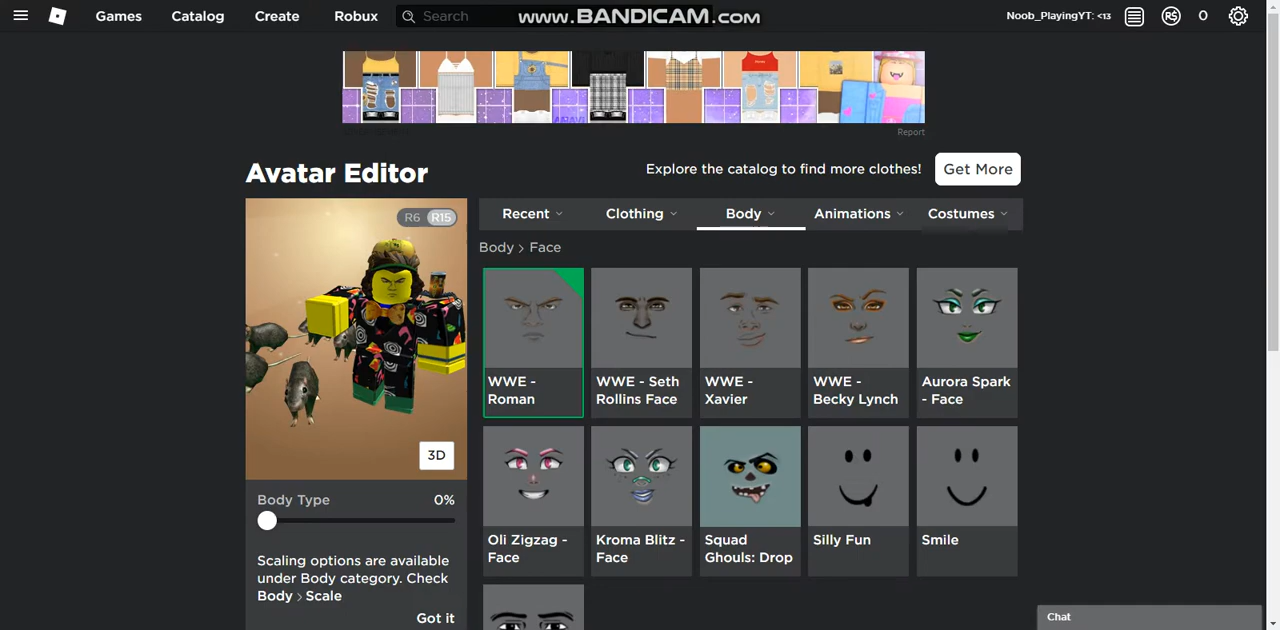 Games Catalog Create Robux Search www.BANDICAM.com Noob_PlayingYT: <13 R$ 0
Report
Avatar Editor
Explore the catalog to find more clothes! Get More
R6 R15
Recent Clothing Body Animations Costumes
Body > Face
WWE -
Roman
WWE - Seth
Rollins Face
WWE -
Xavier
WWE -
Becky Lynch
Aurora Spark
- Face
3D
Oli Zigzag -
Face
Kroma Blitz -
Face
Squad
Ghouls: Drop
Silly Fun
Smile
Body Type 0%
Scaling options are available
under Body category. Check
Body > Scale
Got it
Chat